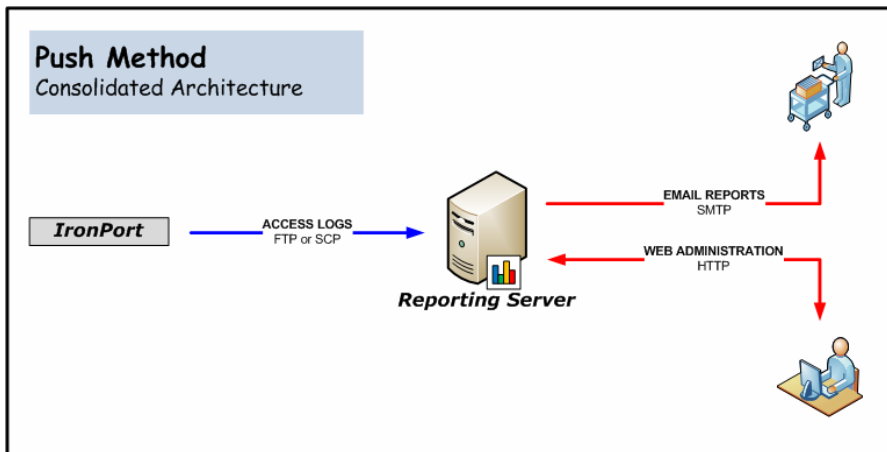 Push Method
Consolidated Architecture
IronPort
ACCESS LOGS
FTP or SCP
Reporting Server
EMAIL REPORTS
SMTP
WEB ADMINISTRATION
HTTP